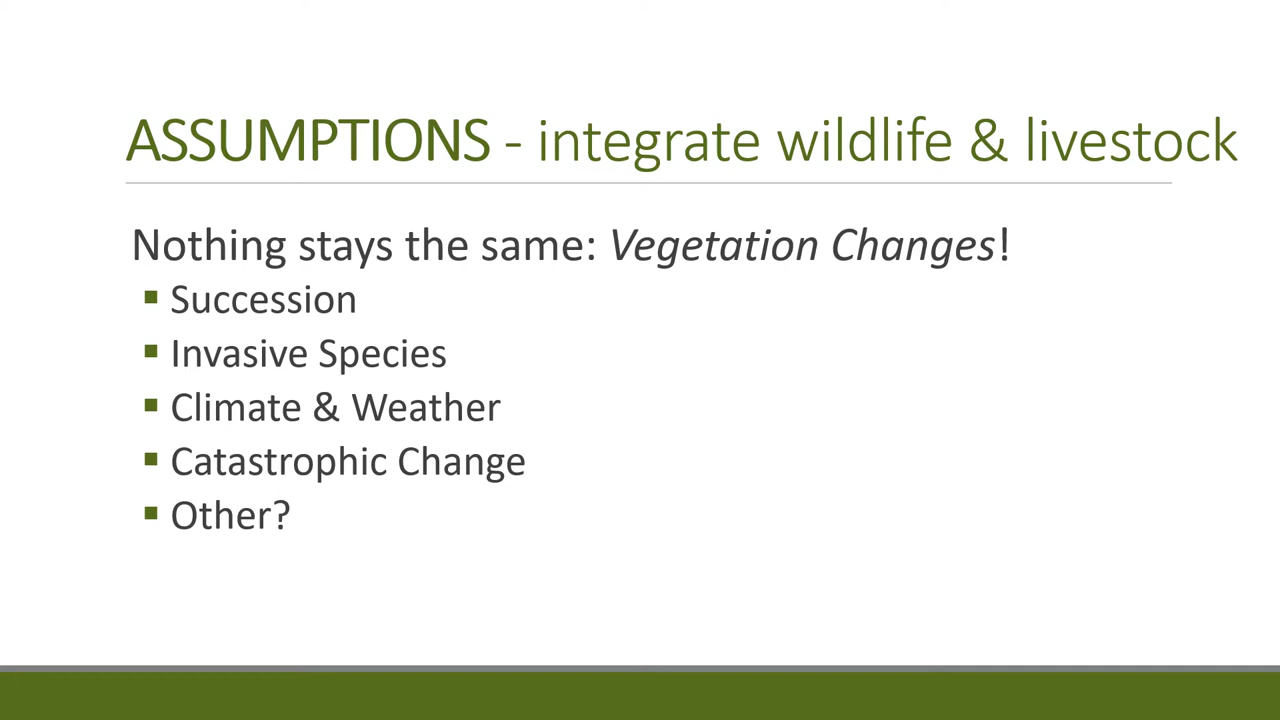 ASSUMPTIONS - integrate wildlife & livestock
Nothing stays the same: Vegetation Changes!
▪ Succession
▪ Invasive Species
▪ Climate & Weather
▪ Catastrophic Change
▪ Other?